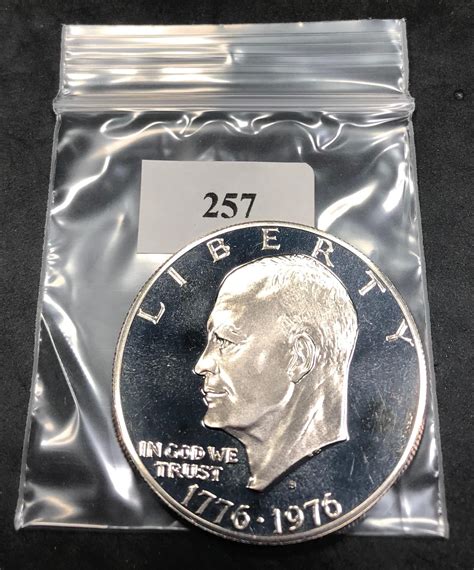 257
LIBERTY
IN GOD WE
TRUST
S
1776·1976